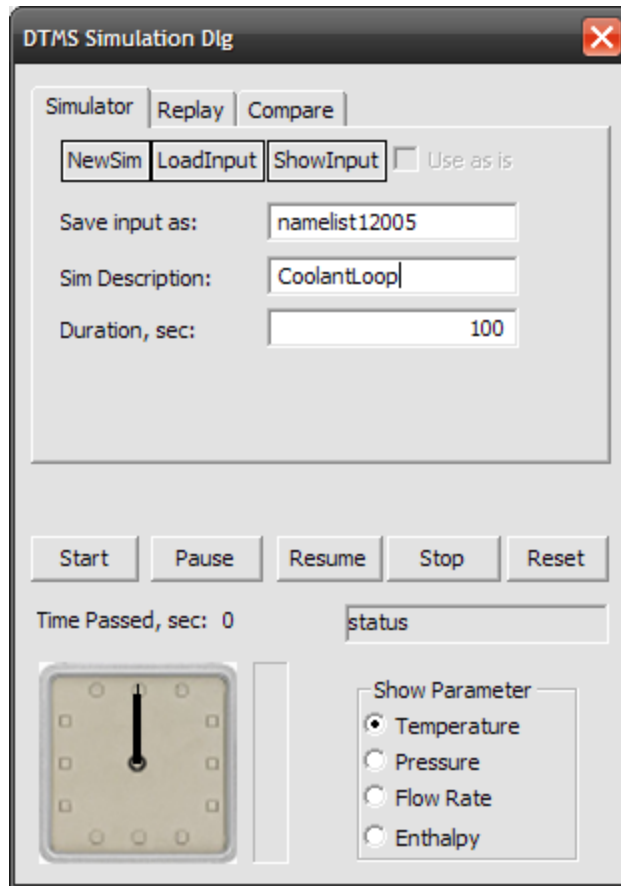 DTMS Simulation Dlg
Simulator Replay Compare
NewSim LoadInput ShowInput Use as is
Save input as: namelist12005
Sim Description: CoolantLoop
Duration, sec: 100
Start Pause Resume Stop Reset
Time Passed, sec: 0 status
Show Parameter
Temperature
Pressure
Flow Rate
Enthalpy